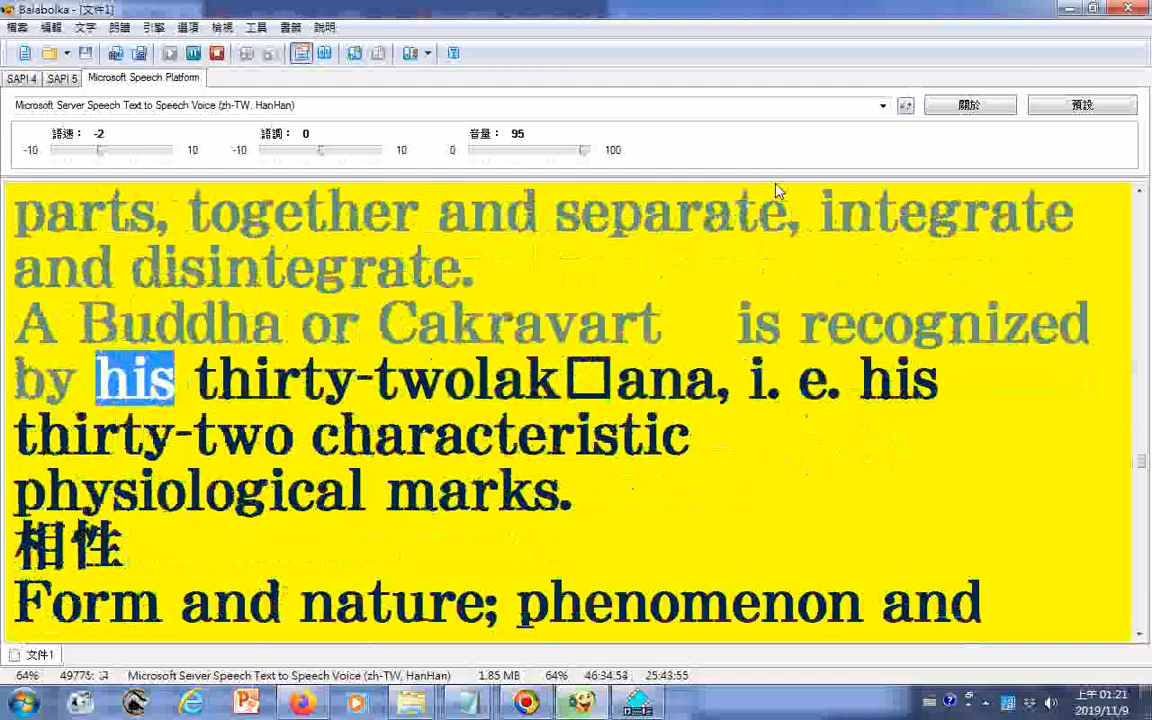 Balabolka - [文件1]
檔案 編輯 文字 朗讀 引擎 選項 檢視 工具 書籤 說明
SAPI 4 SAPI 5 Microsoft Speech Platform
Microsoft Server Speech Text to Speech Voice (zh-TW, HanHan) 關於 預設
語速： -2 語調： 0 音量： 95
-10 10 -10 10 0 100
parts, together and separate, integrate
and disintegrate.
A Buddha or Cakravart is recognized
by his thirty-twolak□ana, i. e. his
thirty-two characteristic
physiological marks.
相性
Form and nature; phenomenon and
文件1
64% Microsoft Server Speech Text to Speech Voice (zh-TW, HanHan) 1.85 MB 64% 46:34:53 25:43:55
上午 01:21
2019/11/9